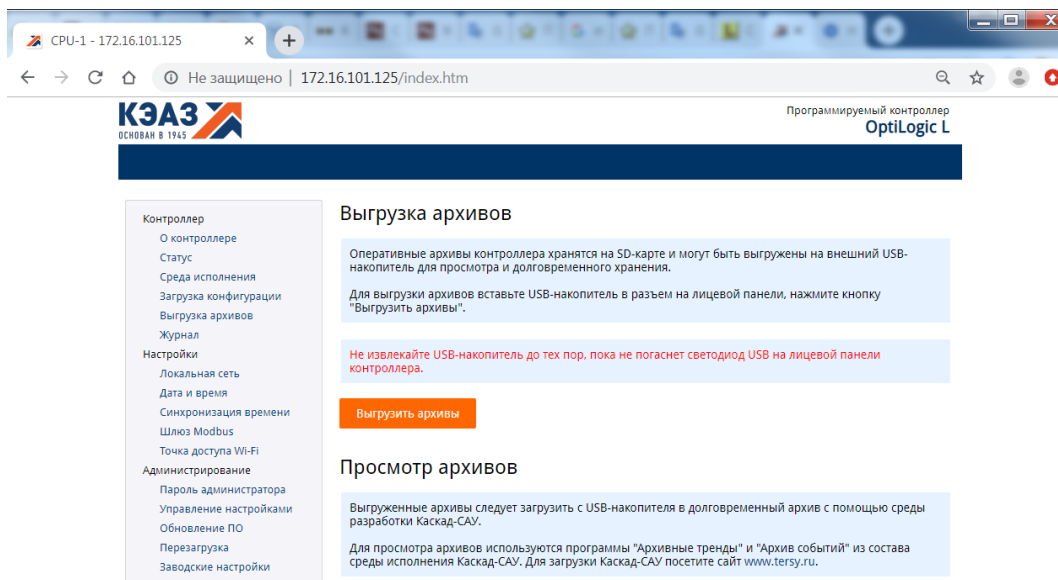 CPU-1 - 172.16.101.125
Не защищено | 172.16.101.125/index.htm
КЭАЗ
ОСНОВАН В 1945
Программируемый контроллер
OptiLogic L
Контроллер
О контроллере
Статус
Среда исполнения
Загрузка конфигурации
Выгрузка архивов
Журнал
Настройки
Локальная сеть
Дата и время
Синхронизация времени
Шлюз Modbus
Точка доступа Wi-Fi
Администрирование
Пароль администратора
Управление настройками
Обновление ПО
Перезагрузка
Заводские настройки
Выгрузка архивов
Оперативные архивы контроллера хранятся на SD-карте и могут быть выгружены на внешний USB-
накопитель для просмотра и долговременного хранения.
Для выгрузки архивов вставьте USB-накопитель в разъем на лицевой панели, нажмите кнопку
"Выгрузить архивы".
Не извлекайте USB-накопитель до тех пор, пока не погаснет светодиод USB на лицевой панели
контроллера.
Выгрузить архивы
Просмотр архивов
Выгруженные архивы следует загрузить с USB-накопителя в долговременный архив с помощью среды
разработки Каскад-САУ.
Для просмотра архивов используются программы "Архивные тренды" и "Архив событий" из состава
среды исполнения Каскад-САУ. Для загрузки Каскад-САУ посетите сайт www.tersy.ru.